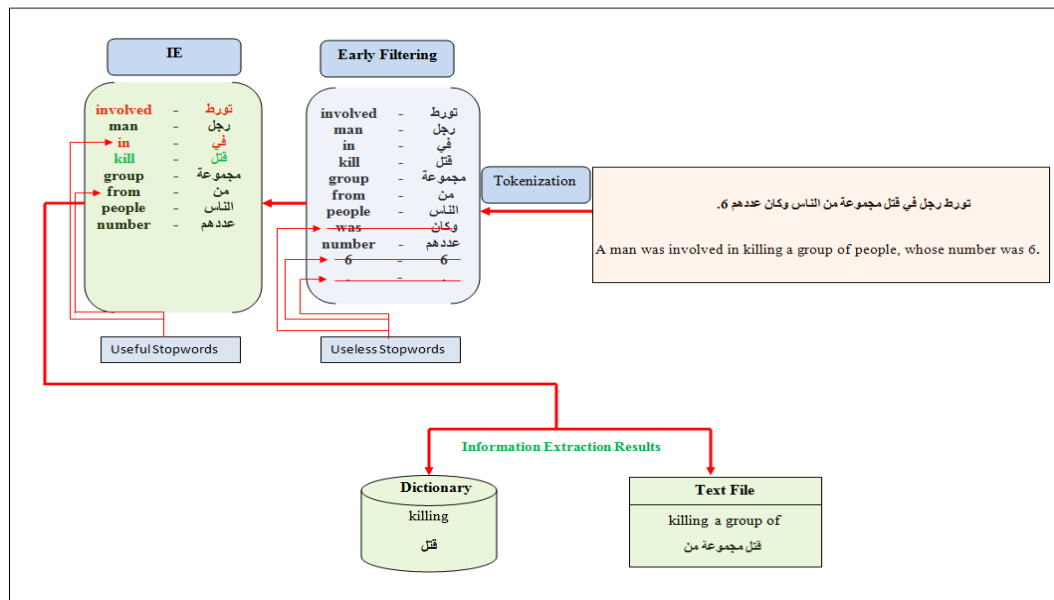 IE
involved - تورط
man - رجل
in - في
kill - قتل
group - مجموعة
from - من
people - الناس
number - عددهم
Useful Stopwords
Early Filtering
involved - تورط
man - رجل
in - في
kill - قتل
group - مجموعة
from - من
people - الناس
was - وكان
number - عددهم
6 - 6
. - .
Useless Stopwords
Tokenization
تورط رجل في قتل مجموعة من الناس وكان عددهم 6.
A man was involved in killing a group of people, whose number was 6.
Information Extraction Results
Dictionary
killing
قتل
Text File
killing a group of
قتل مجموعة من